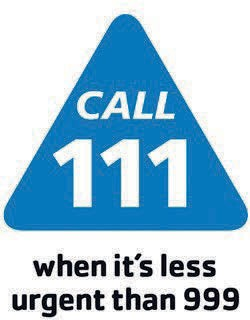 CALL
111
when it's less
urgent than 999